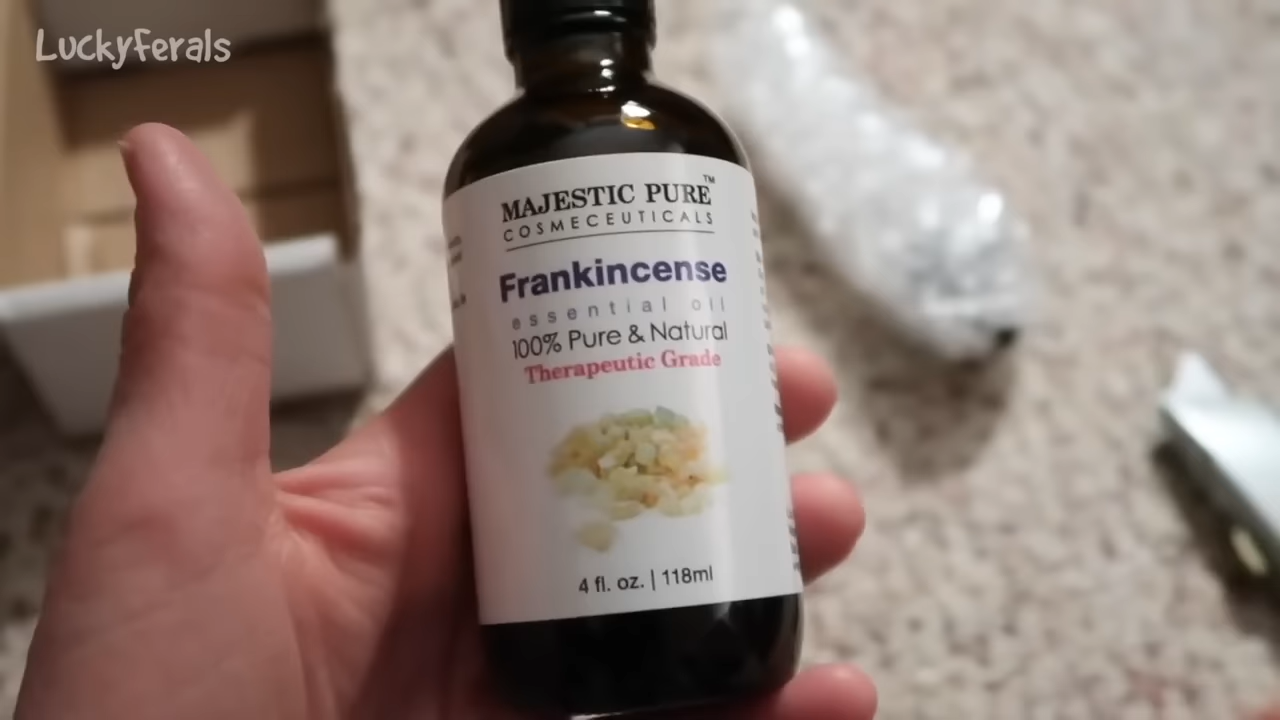 Luckyferals
MAJESTIC PURE™
COSMECEUTICALS
Frankincense
essential oil
100% Pure & Natural
Therapeutic Grade
4 fl. oz. | 118ml